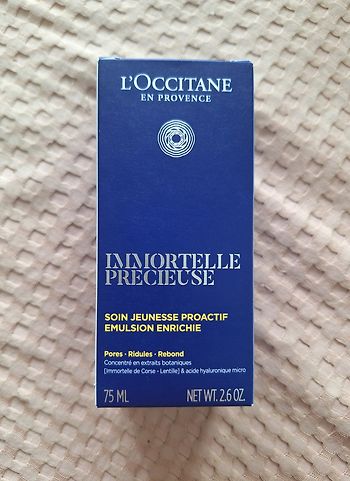 L'OCCITANE
EN PROVENCE
IMMORTELLE
PRECIEUSE
SOIN JEUNESSE PROACTIF
EMULSION ENRICHIE
Pores · Ridules · Rebond
Concentré en extraits botaniques
[immortelle de Corse - Lentille] & acide hyaluronique micro
75 ML NET WT. 2.6 OZ.